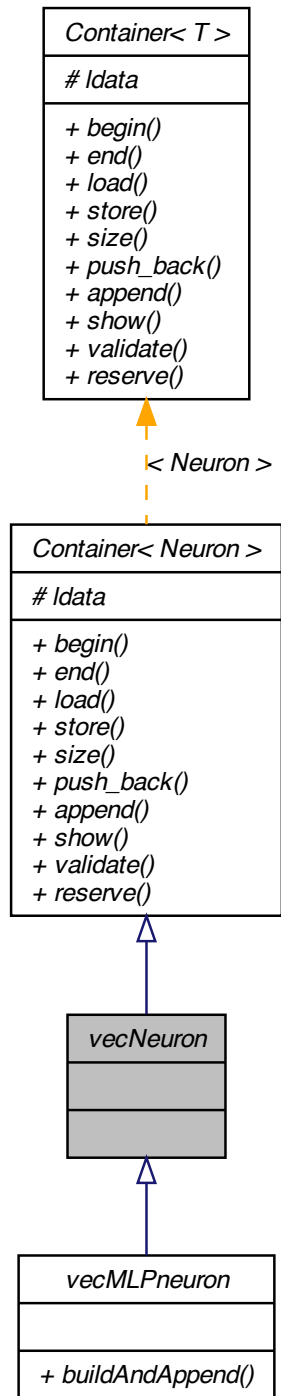 Container< T >
# ldata
+ begin()
+ end()
+ load()
+ store()
+ size()
+ push_back()
+ append()
+ show()
+ validate()
+ reserve()
< Neuron >
Container< Neuron >
# ldata
+ begin()
+ end()
+ load()
+ store()
+ size()
+ push_back()
+ append()
+ show()
+ validate()
+ reserve()
vecNeuron
vecMLPneuron
+ buildAndAppend()